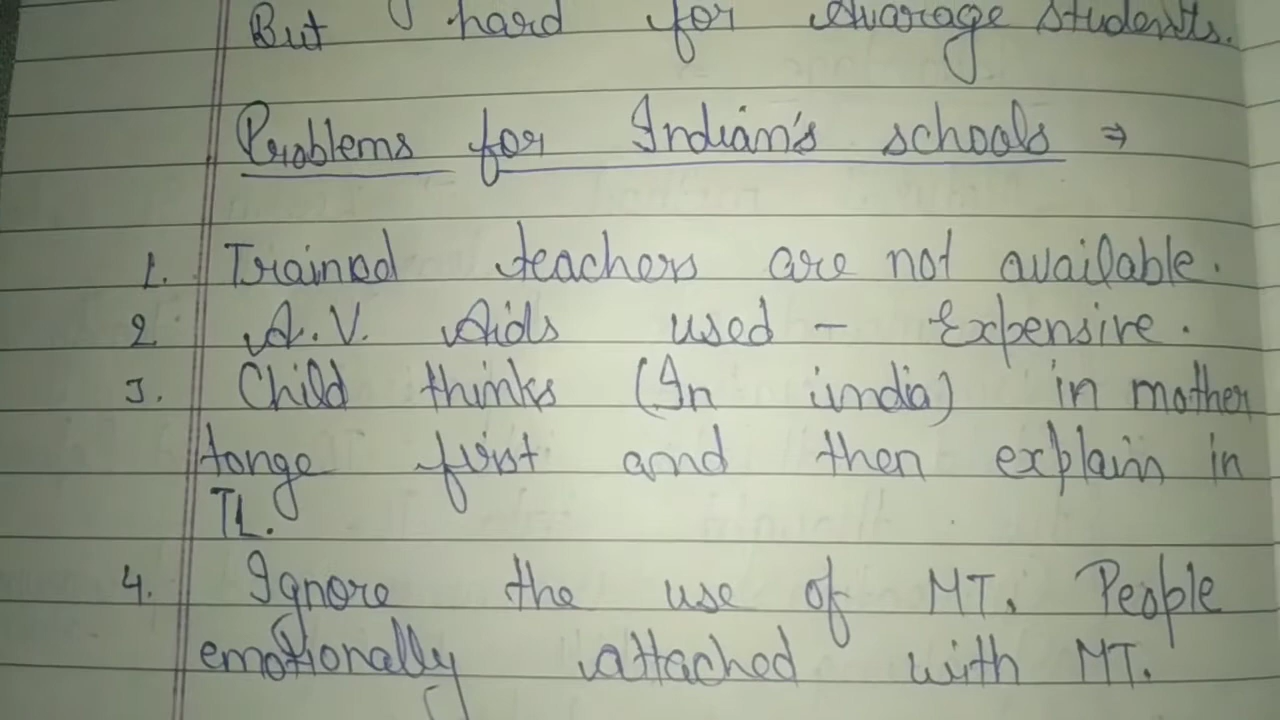 But hard for Avarage students.
Problems for Indian's schools ⇒
1. Trained teachers are not available.
2 A.V. Aids used - Expensive.
3. Child thinks (In india) in mother
tonge first and then explain in
TL.
4. Ignore the use of MT. People
emotionally attached with MT.